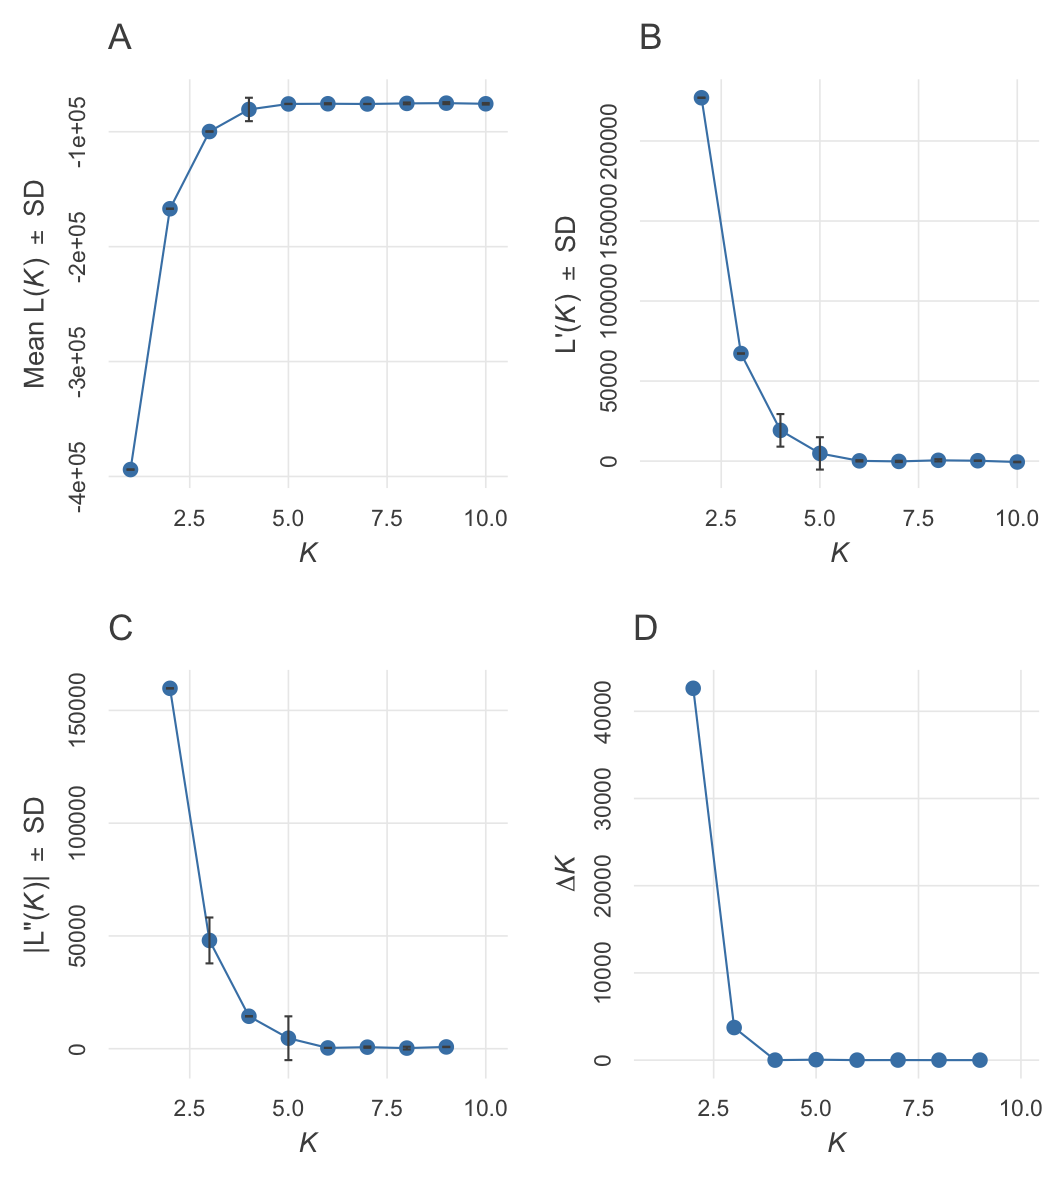 A
Mean L(K) ± SD
-1e+05
-2e+05
-3e+05
-4e+05
2.5 5.0 7.5 10.0
K
B
L'(K) ± SD
200000
150000
100000
50000
0
2.5 5.0 7.5 10.0
K
C
|L"(K)| ± SD
150000
100000
50000
0
2.5 5.0 7.5 10.0
K
D
ΔK
40000
30000
20000
10000
0
2.5 5.0 7.5 10.0
K